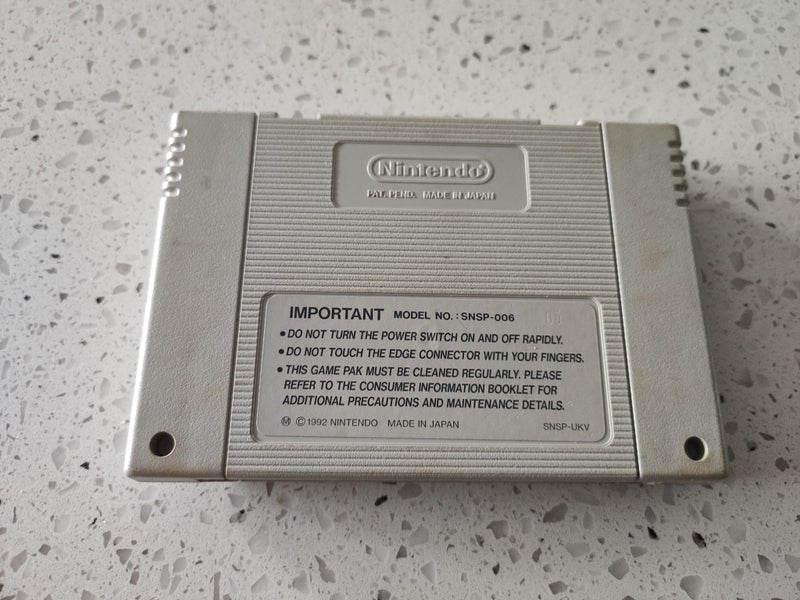 Nintendo®
PAT. PEND. MADE IN JAPAN
IMPORTANT MODEL NO.: SNSP-006
• DO NOT TURN THE POWER SWITCH ON AND OFF RAPIDLY.
• DO NOT TOUCH THE EDGE CONNECTOR WITH YOUR FINGERS.
• THIS GAME PAK MUST BE CLEANED REGULARLY. PLEASE
REFER TO THE CONSUMER INFORMATION BOOKLET FOR
ADDITIONAL PRECAUTIONS AND MAINTENANCE DETAILS.
Ⓜ ©1992 NINTENDO MADE IN JAPAN SNSP-UKV